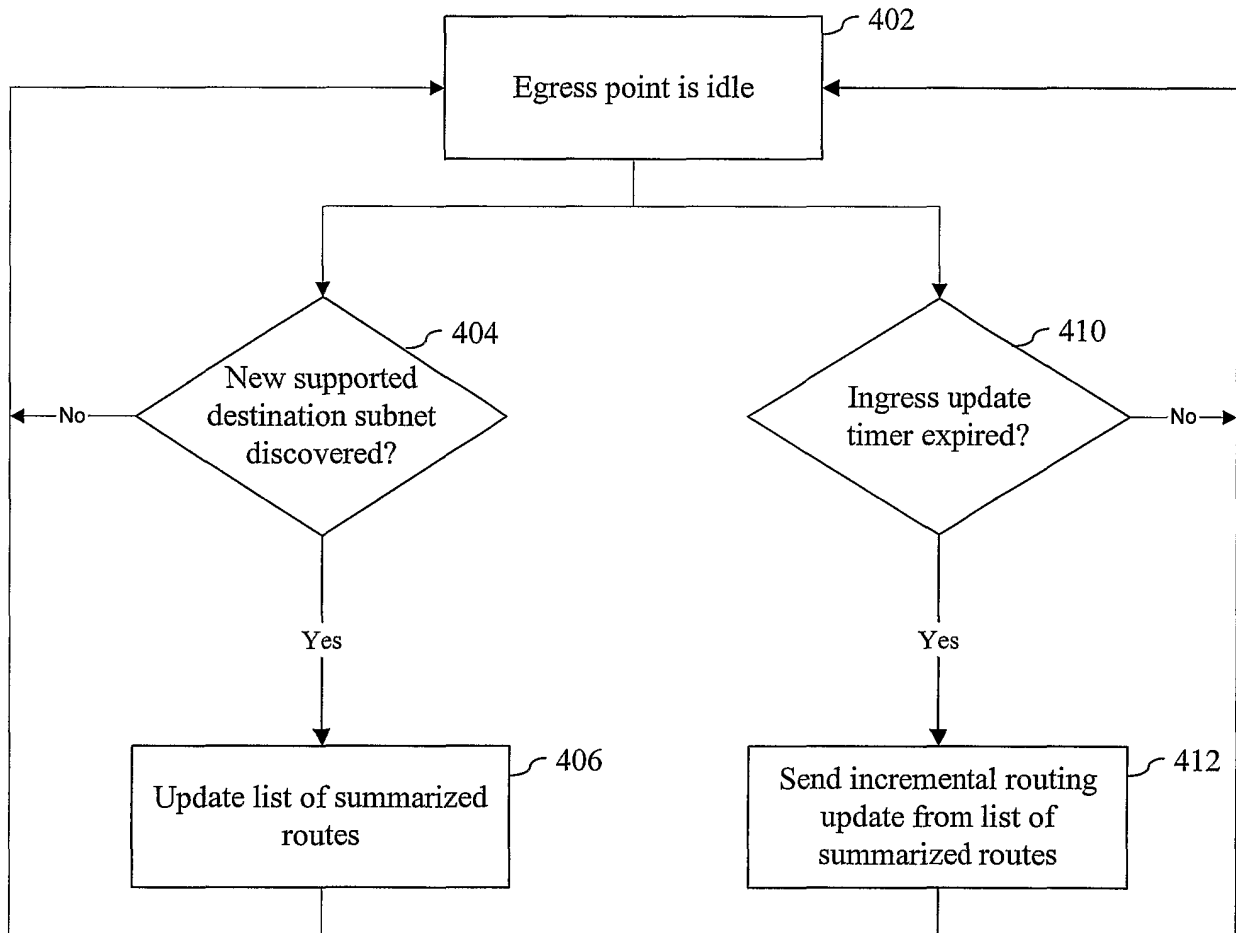 402
Egress point is idle
404
New supported
destination subnet
discovered?
No
410
Ingress update
timer expired?
No
Yes
Yes
406
Update list of summarized
routes
412
Send incremental routing
update from list of
summarized routes